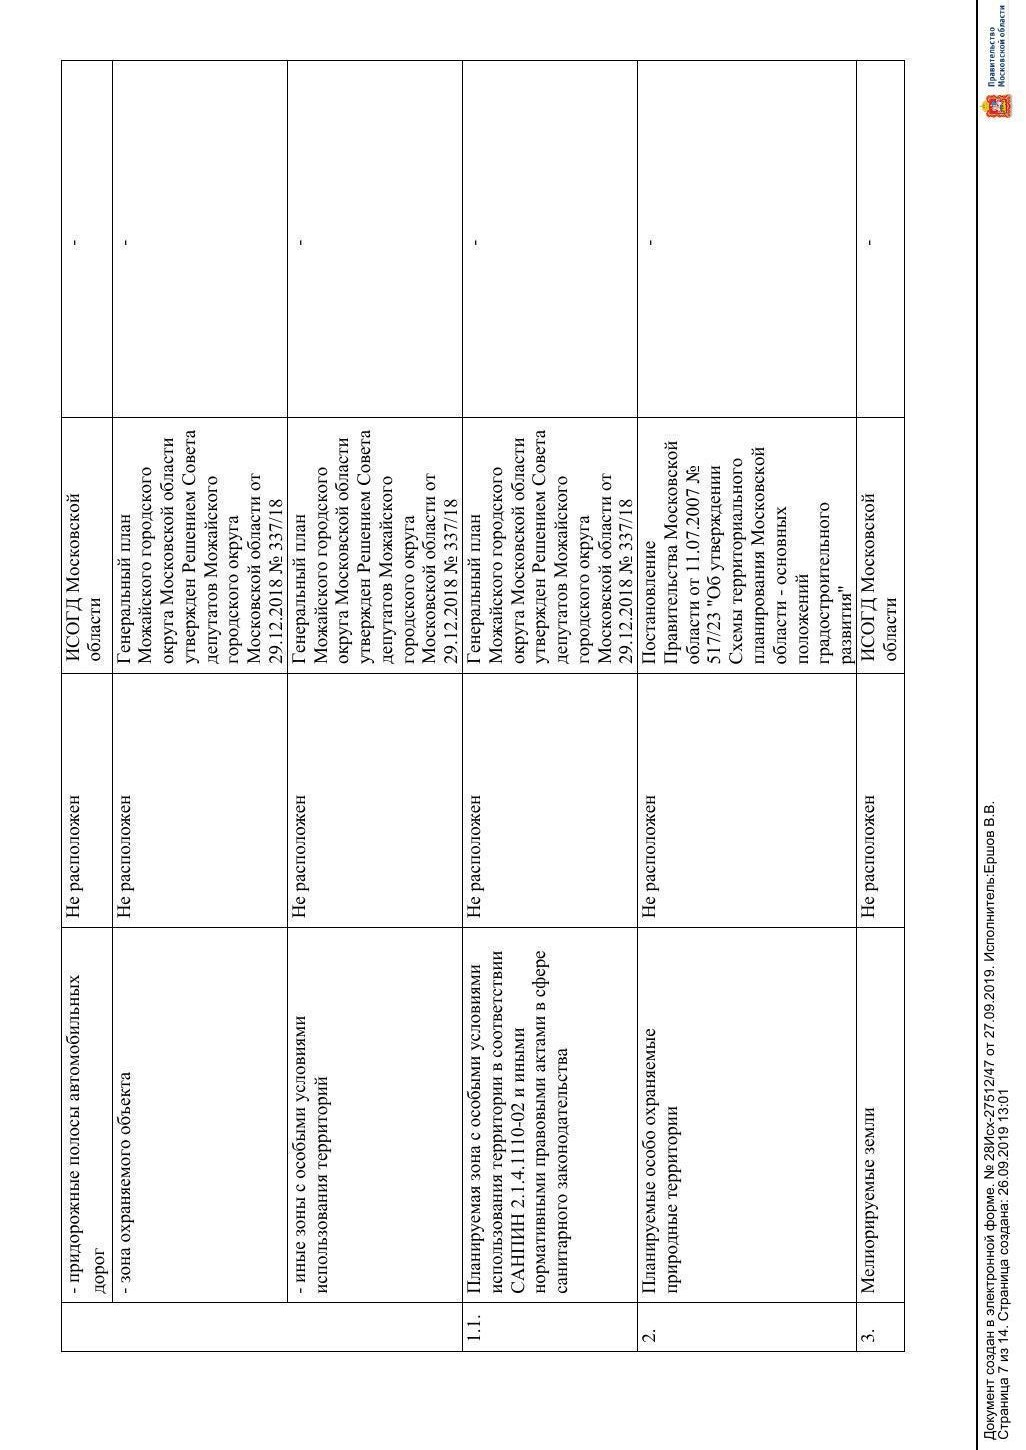 - придорожные полосы автомобильных
дорог
Не расположен
ИСОГД Московской
области
-
- зона охраняемого объекта
Не расположен
Генеральный план
Можайского городского
округа Московской области
утвержден Решением Совета
депутатов Можайского
городского округа
Московской области от
29.12.2018 № 337/18
-
- иные зоны с особыми условиями
использования территорий
Не расположен
Генеральный план
Можайского городского
округа Московской области
утвержден Решением Совета
депутатов Можайского
городского округа
Московской области от
29.12.2018 № 337/18
-
1.1.
Планируемая зона с особыми условиями
использования территории в соответствии
САНПИН 2.1.4.1110-02 и иными
нормативными правовыми актами в сфере
санитарного законодательства
Не расположен
Генеральный план
Можайского городского
округа Московской области
утвержден Решением Совета
депутатов Можайского
городского округа
Московской области от
29.12.2018 № 337/18
-
2.
Планируемые особо охраняемые
природные территории
Не расположен
Постановление
Правительства Московской
области от 11.07.2007 №
517/23 "Об утверждении
Схемы территориального
планирования Московской
области - основных
положений
градостроительного
развития"
-
3.
Мелиорируемые земли
Не расположен
ИСОГД Московской
области
-
Документ создан в электронной форме. № 28Исх-27512/47 от 27.09.2019. Исполнитель:Ершов В.В.
Страница 7 из 14. Страница создана: 26.09.2019 13:01
Правительство
Московской области